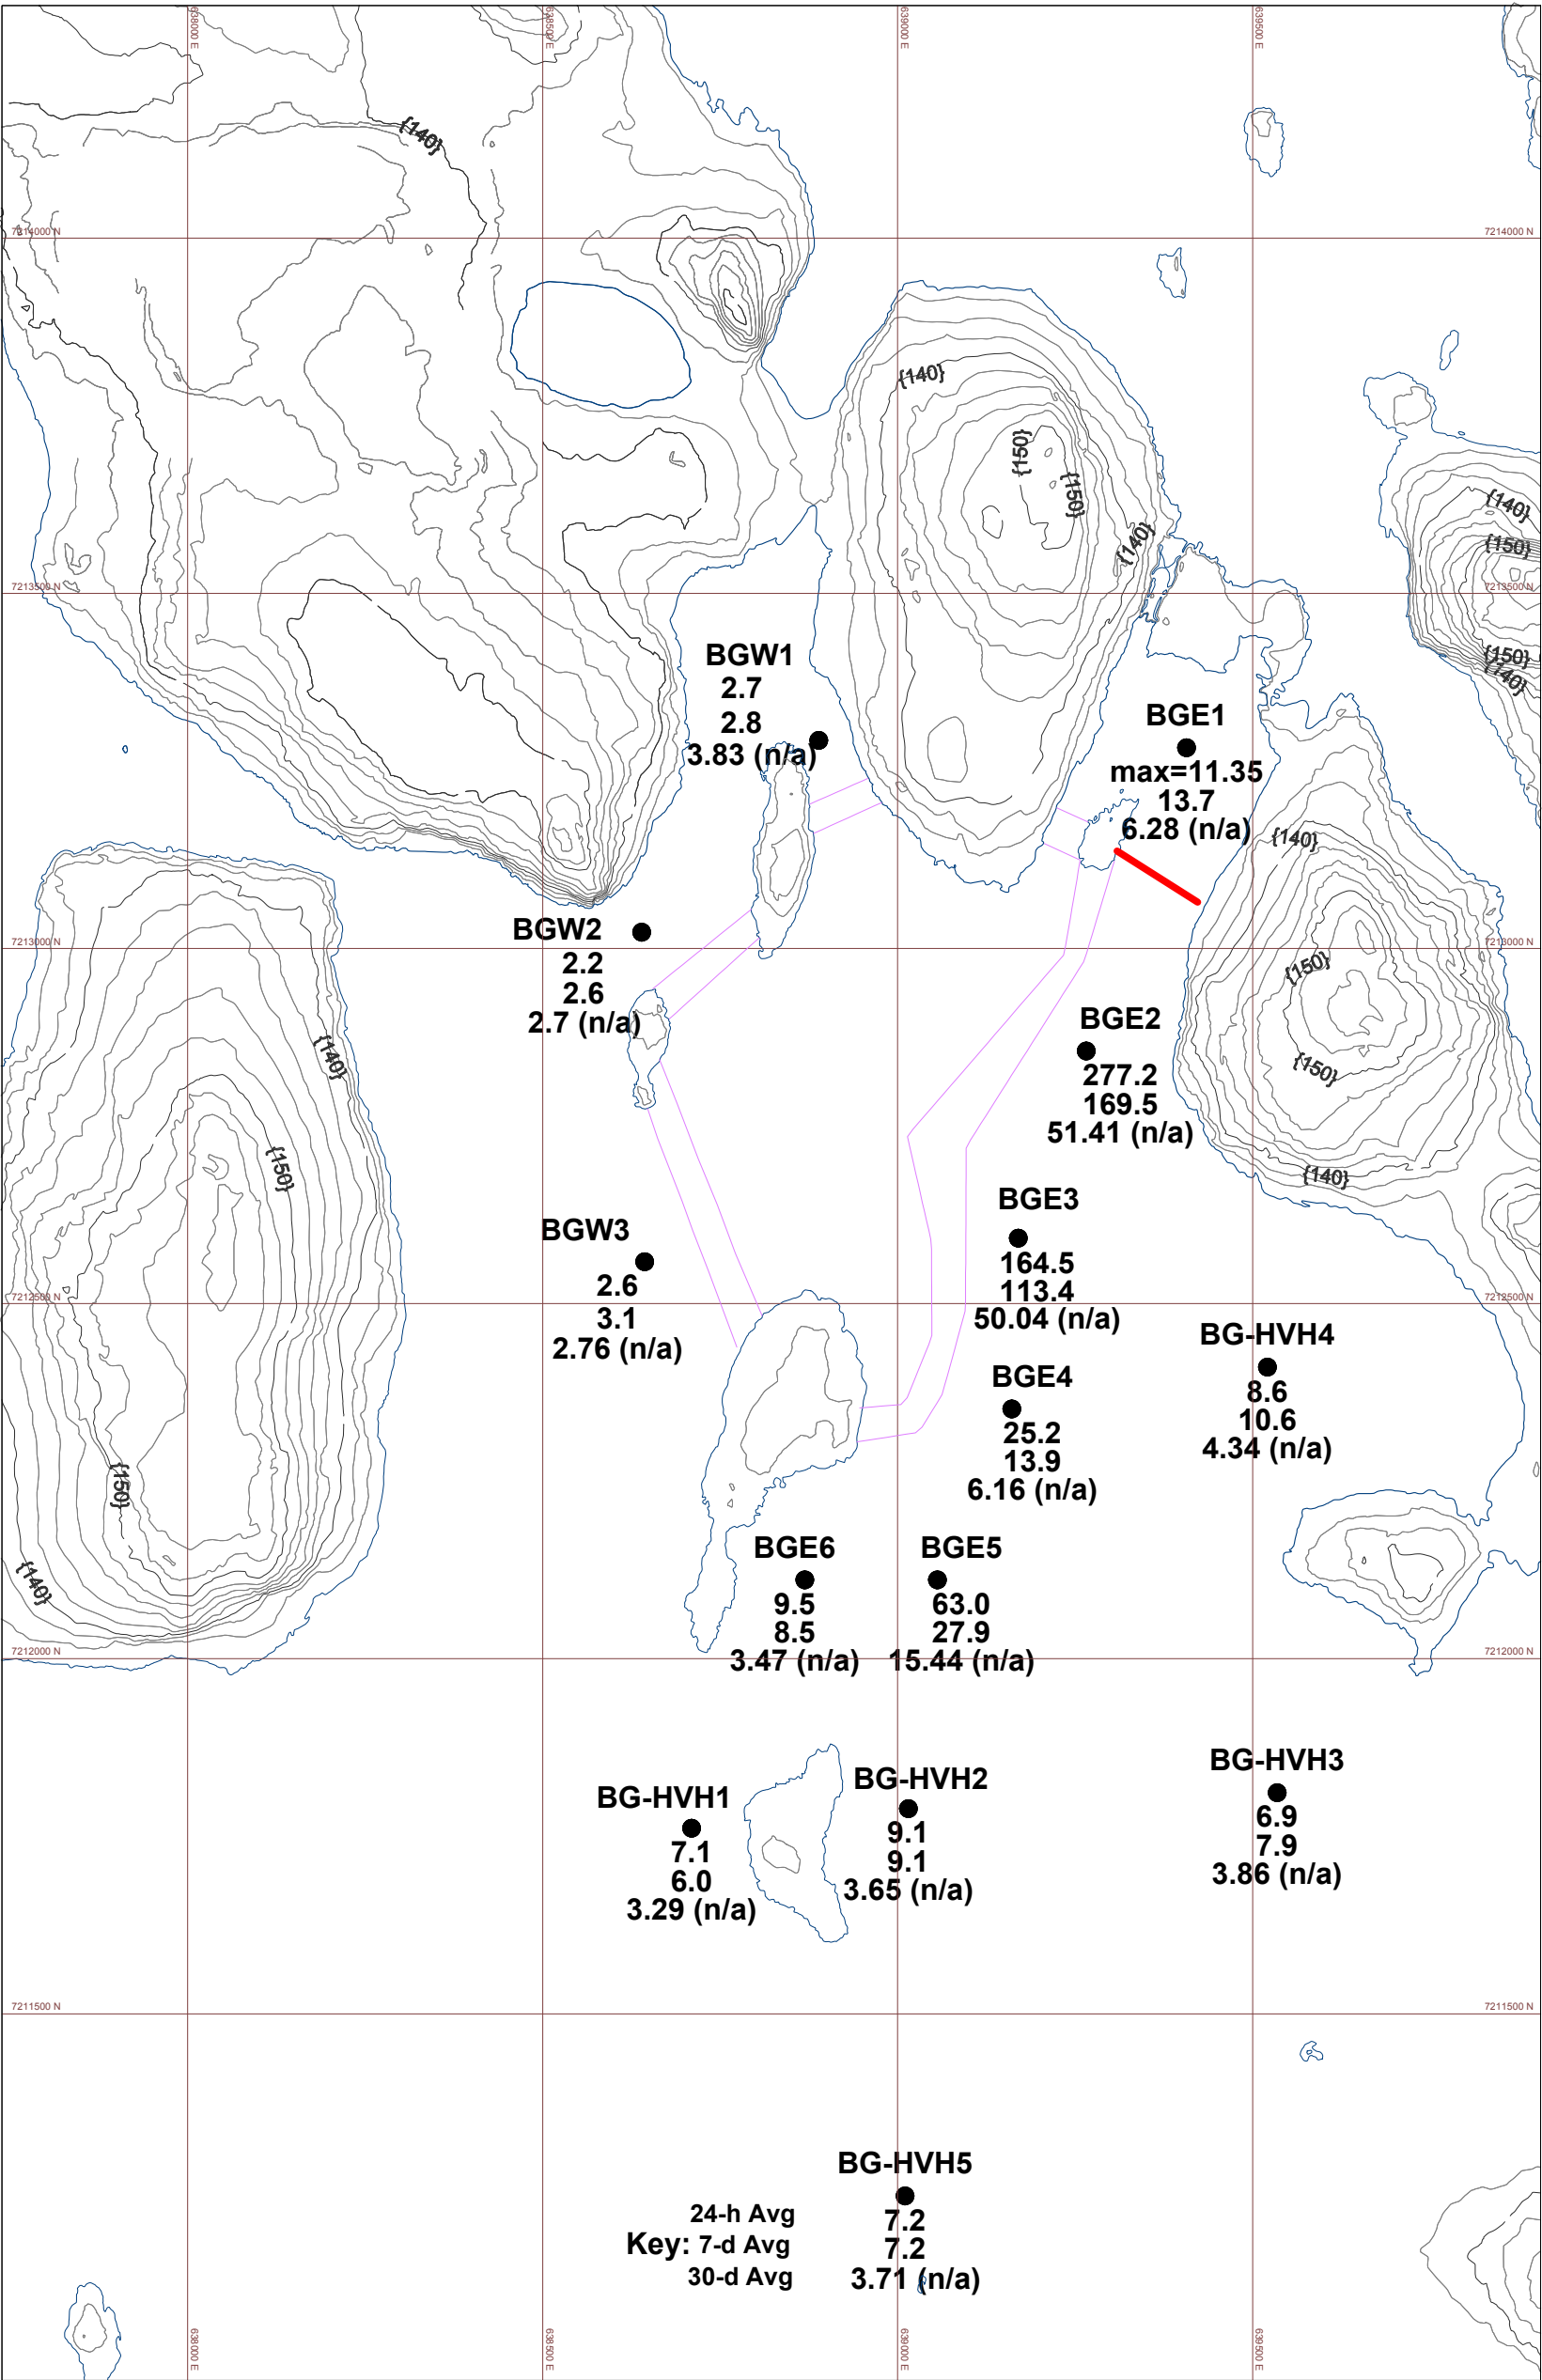 638000 E
638500 E
639000 E
639500 E
{140}
7214000 N
7214000 N
{140}
{150}
{150}
{140}
{140}
{150}
7213500 N
7213500 N
{150}
{140}
BGW1
2.7
2.8
3.83 (n/a)
BGE1
max=11.35
13.7
6.28 (n/a)
{140}
BGW2
2.2
2.6
2.7 (n/a)
7213000 N
7213000 N
{150}
{150}
{140}
BGE2
277.2
169.5
51.41 (n/a)
{140}
{150}
BGE3
164.5
113.4
50.04 (n/a)
BGW3
2.6
3.1
2.76 (n/a)
7212500 N
7212500 N
BG-HVH4
8.6
10.6
4.34 (n/a)
BGE4
25.2
13.9
6.16 (n/a)
{150}
{140}
BGE6
9.5
8.5
3.47 (n/a)
BGE5
63.0
27.9
15.44 (n/a)
7212000 N
7212000 N
BG-HVH1
7.1
6.0
3.29 (n/a)
BG-HVH2
9.1
9.1
3.65 (n/a)
BG-HVH3
6.9
7.9
3.86 (n/a)
7211500 N
7211500 N
BG-HVH5
7.2
7.2
3.71 (n/a)
24-h Avg
Key: 7-d Avg
30-d Avg
638000 E
638500 E
639000 E
639500 E